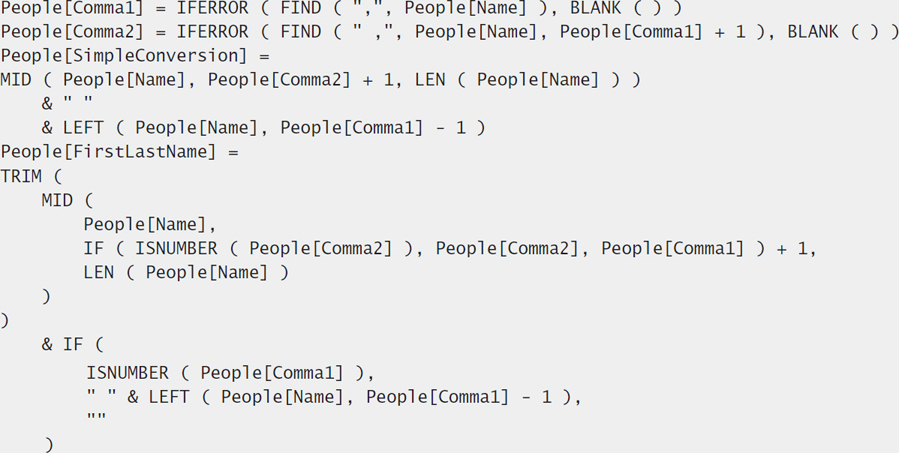 People[Comma1] = IFERROR ( FIND ( ",", People[Name] ), BLANK ( ) )
People[Comma2] = IFERROR ( FIND ( " ,", People[Name], People[Comma1] + 1 ), BLANK ( ) )
People[SimpleConversion] =
MID ( People[Name], People[Comma2] + 1, LEN ( People[Name] ) )
    & " "
    & LEFT ( People[Name], People[Comma1] - 1 )
People[FirstLastName] =
TRIM (
    MID (
        People[Name],
        IF ( ISNUMBER ( People[Comma2] ), People[Comma2], People[Comma1] ) + 1,
        LEN ( People[Name] )
    )
)
    & IF (
        ISNUMBER ( People[Comma1] ),
        " " & LEFT ( People[Name], People[Comma1] - 1 ),
        ""
    )